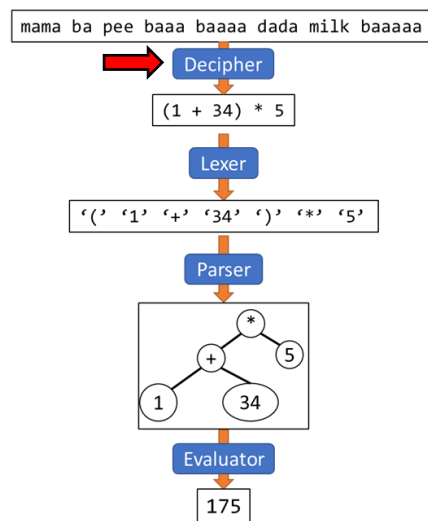 mama ba pee baaa baaaa dada milk baaaaa
Decipher
(1 + 34) * 5
Lexer
‘(’ ‘1’ ‘+’ ‘34’ ‘)’ ‘*’ ‘5’
Parser
*
+ 5
1 34
Evaluator
175